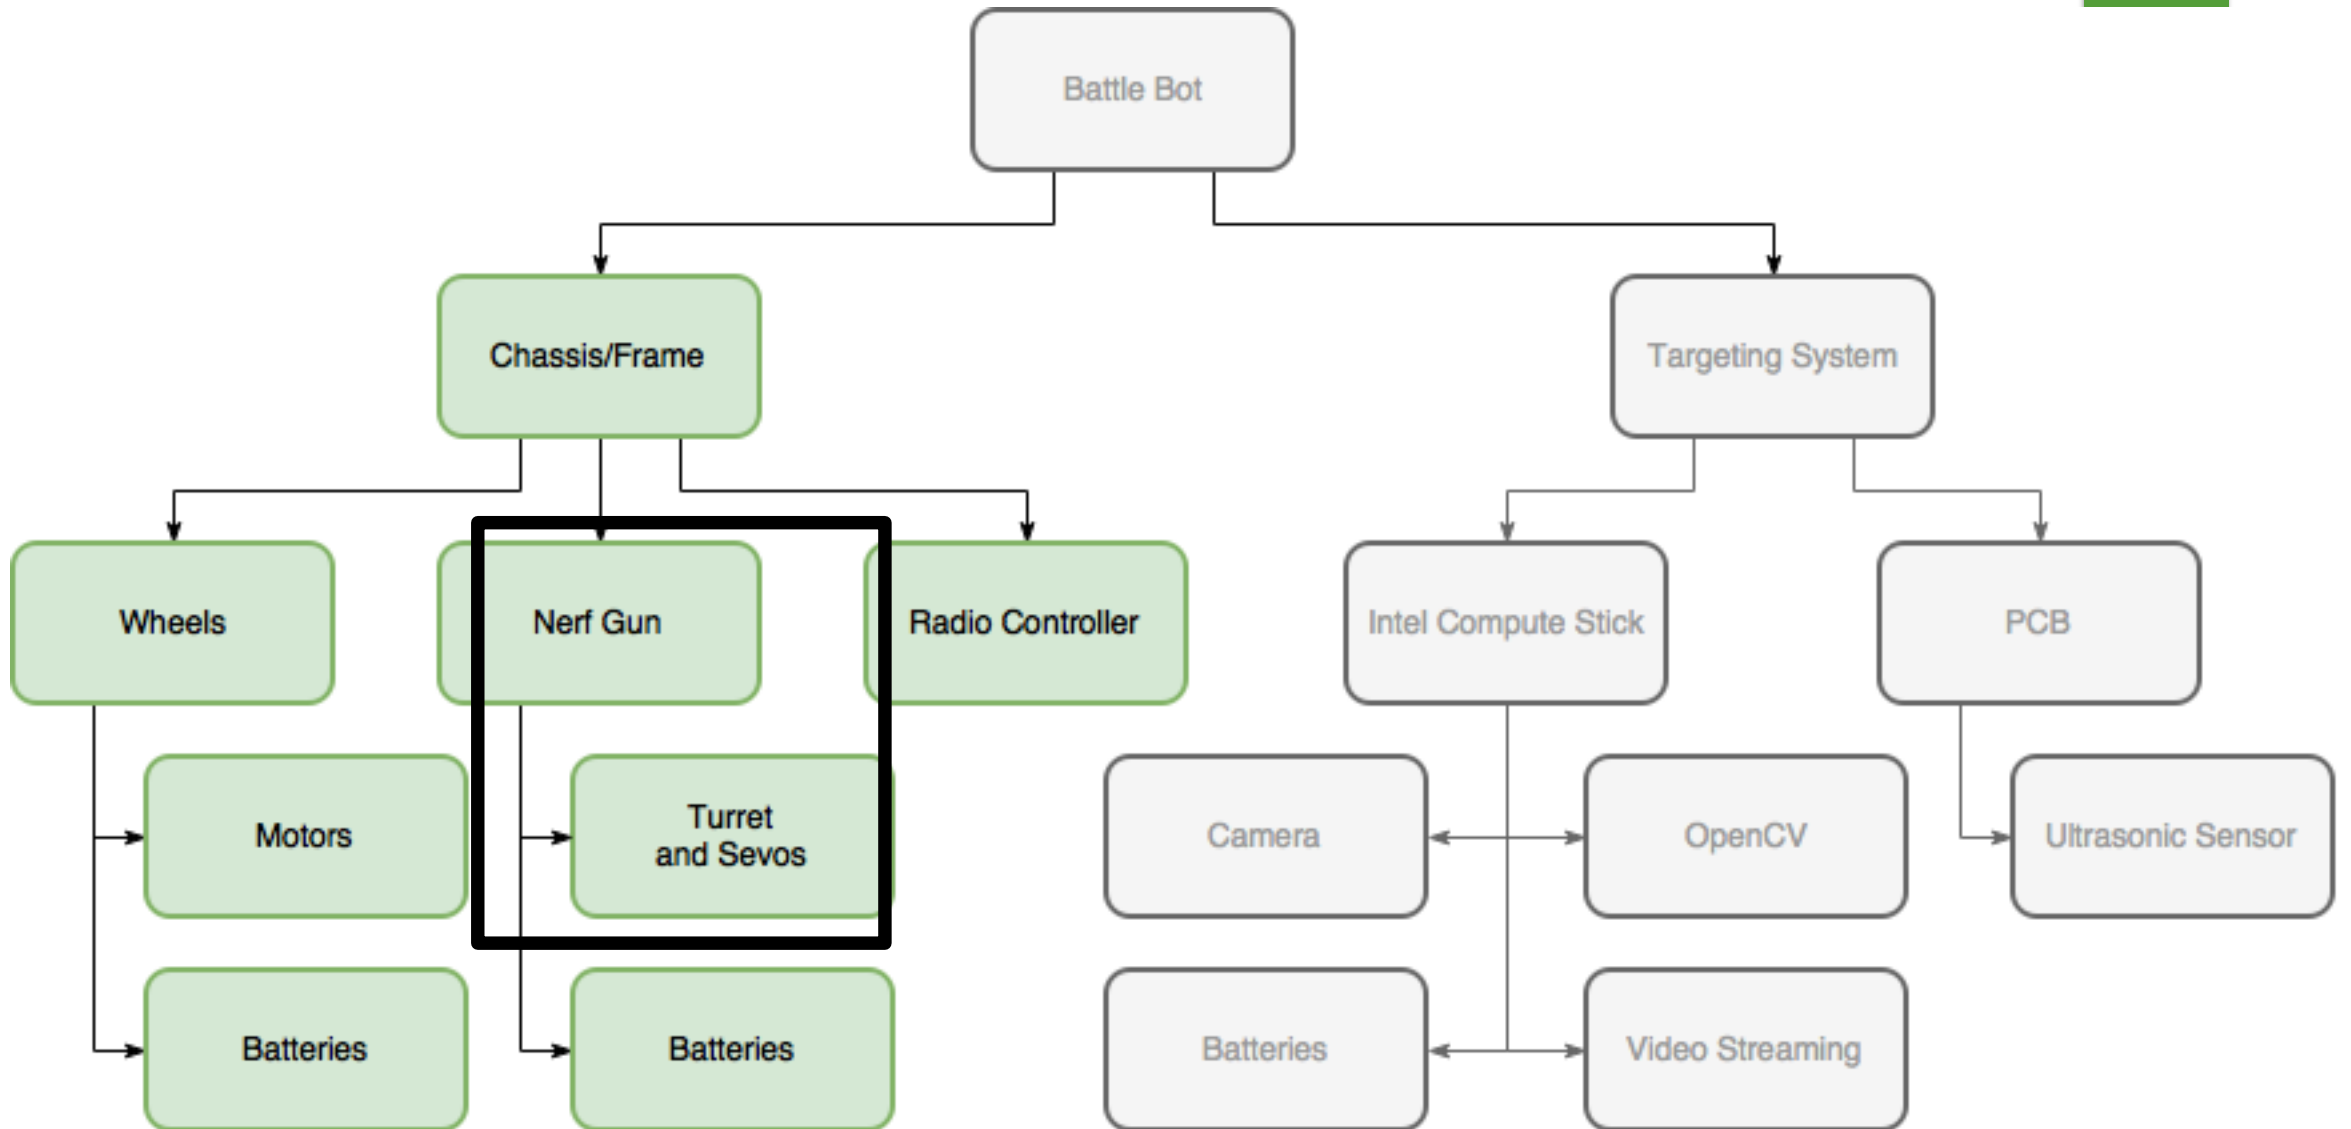 Battle Bot
Chassis/Frame
Targeting System
Wheels
Nerf Gun
Radio Controller
Intel Compute Stick
PCB
Motors
Turret
and Sevos
Camera
OpenCV
Ultrasonic Sensor
Batteries
Batteries
Batteries
Video Streaming